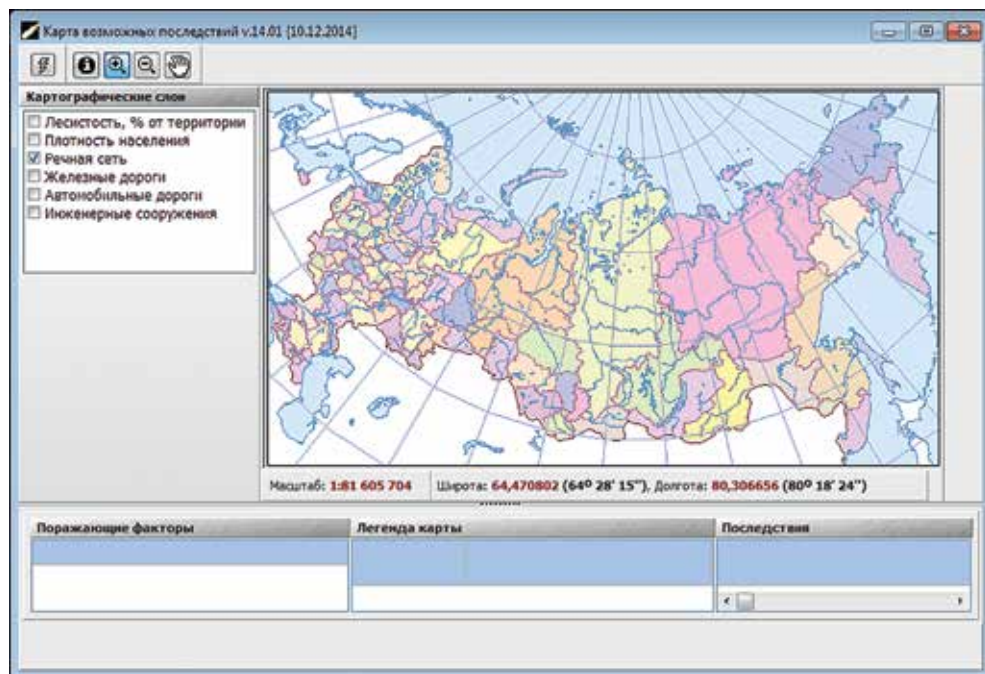 Карта возможных последствий v.14.01 [10.12.2014]
Картографические слои
Лесистость, % от территории
Плотность населения
Речная сеть
Железные дороги
Автомобильные дороги
Инженерные сооружения
Масштаб: 1:81 605 704
Широта: 64,470802 (64º 28' 15"), Долгота: 80,306656 (80º 18' 24")
Поражающие факторы
Легенда карты
Последствия